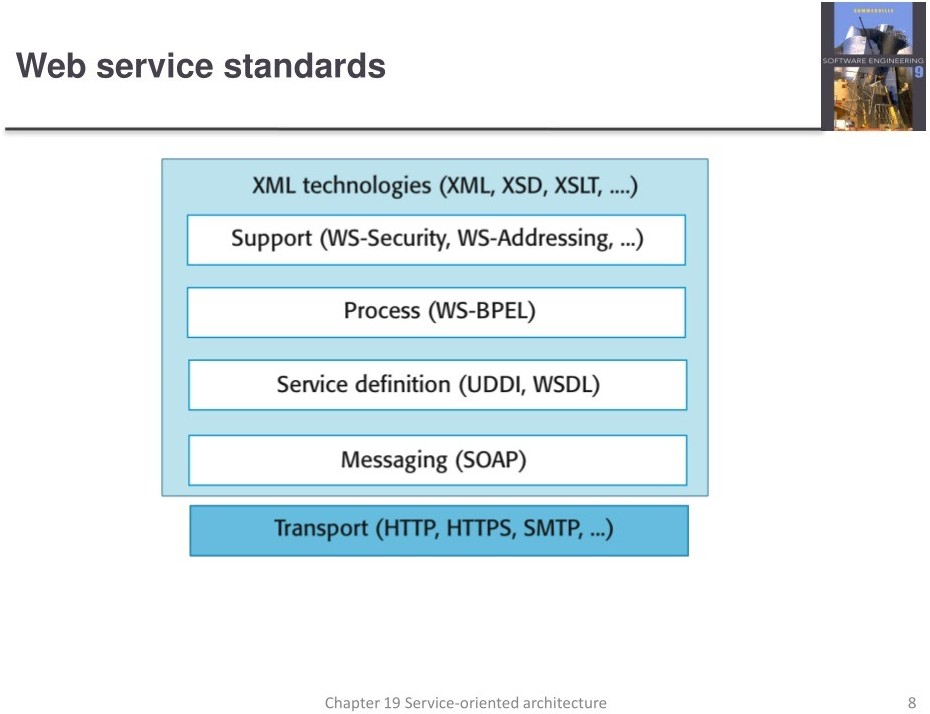 Web service standards
SOMMERVILLE
SOFTWARE ENGINEERING
9
XML technologies (XML, XSD, XSLT, ....)
Support (WS-Security, WS-Addressing, ...)
Process (WS-BPEL)
Service definition (UDDI, WSDL)
Messaging (SOAP)
Transport (HTTP, HTTPS, SMTP, ...)
Chapter 19 Service-oriented architecture
8